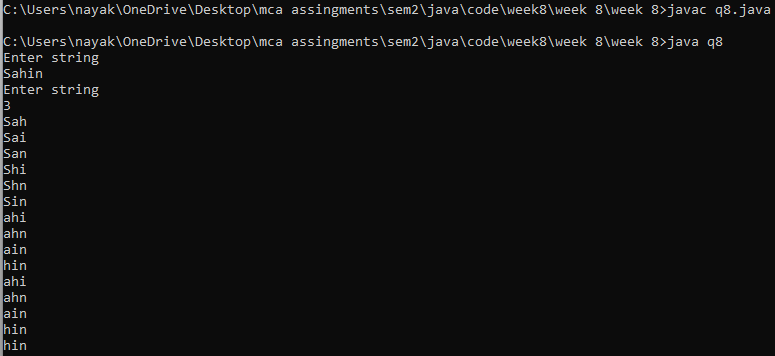 C:\Users\nayak\OneDrive\Desktop\mca assingments\sem2\java\code\week8\week 8\week 8>javac q8.java
C:\Users\nayak\OneDrive\Desktop\mca assingments\sem2\java\code\week8\week 8\week 8>java q8
Enter string
Sahin
Enter string
3
Sah
Sai
San
Shi
Shn
Sin
ahi
ahn
ain
hin
ahi
ahn
ain
hin
hin